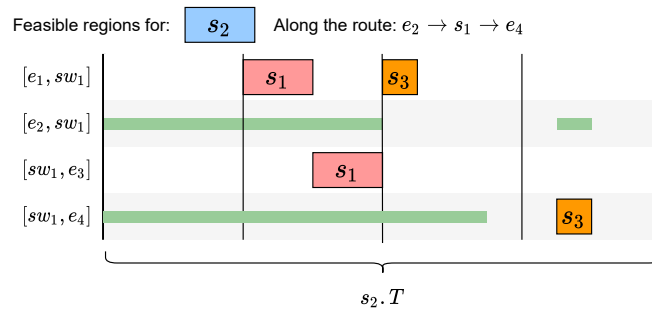 Feasible regions for: s₂ Along the route: e₂ → s₁ → e₄
[e₁, sw₁] s₁ s₃
[e₂, sw₁]
[sw₁, e₃] s₁
[sw₁, e₄] s₃
s₂.T